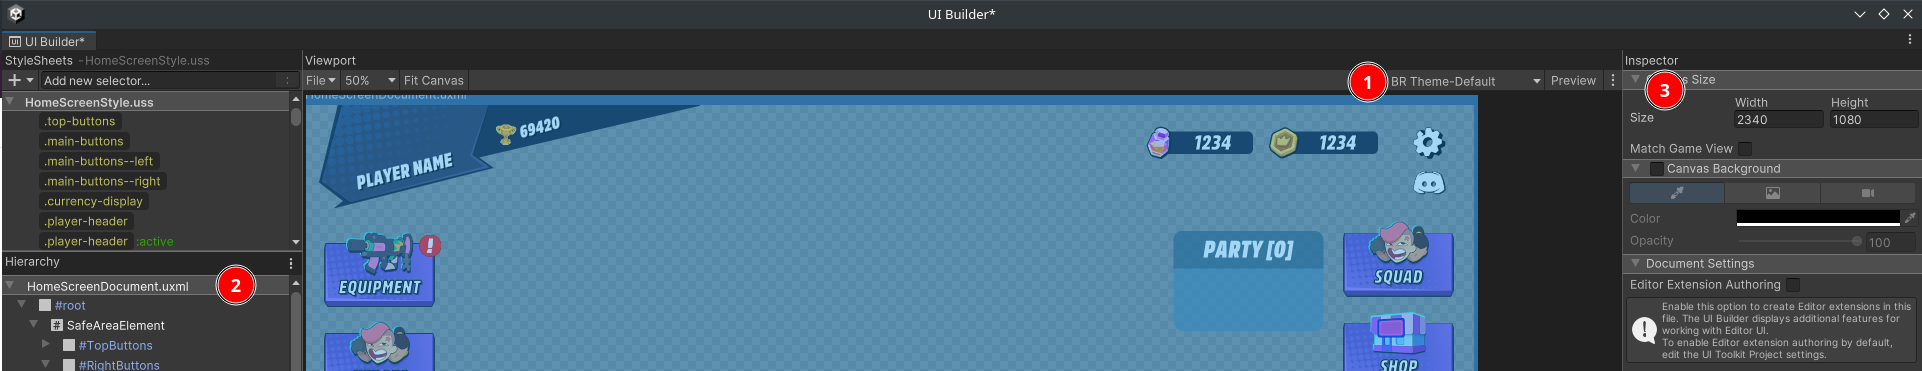 UI Builder*
UI Builder*
StyleSheets - HomeScreenStyle.uss
Add new selector...
HomeScreenStyle.uss
.top-buttons
.main-buttons
.main-buttons--left
.main-buttons--right
.currency-display
.player-header
.player-header :active
Hierarchy
HomeScreenDocument.uxml
2
#root
SafeAreaElement
#TopButtons
#RightButtons
Viewport
File 50% Fit Canvas
1
BR Theme-Default
Preview
HomeScreenDocument.uxml
69420
PLAYER NAME
1234
1234
EQUIPMENT
PARTY [0]
SQUAD
SHOP
Inspector
3
Size
Width Height
Size 2340 1080
Match Game View
Canvas Background
Color
Opacity 100
Document Settings
Editor Extension Authoring
Enable this option to create Editor extensions in this
file. The UI Builder displays additional features for
working with Editor UI.
To enable Editor extension authoring by default,
edit the UI Toolkit Project settings.